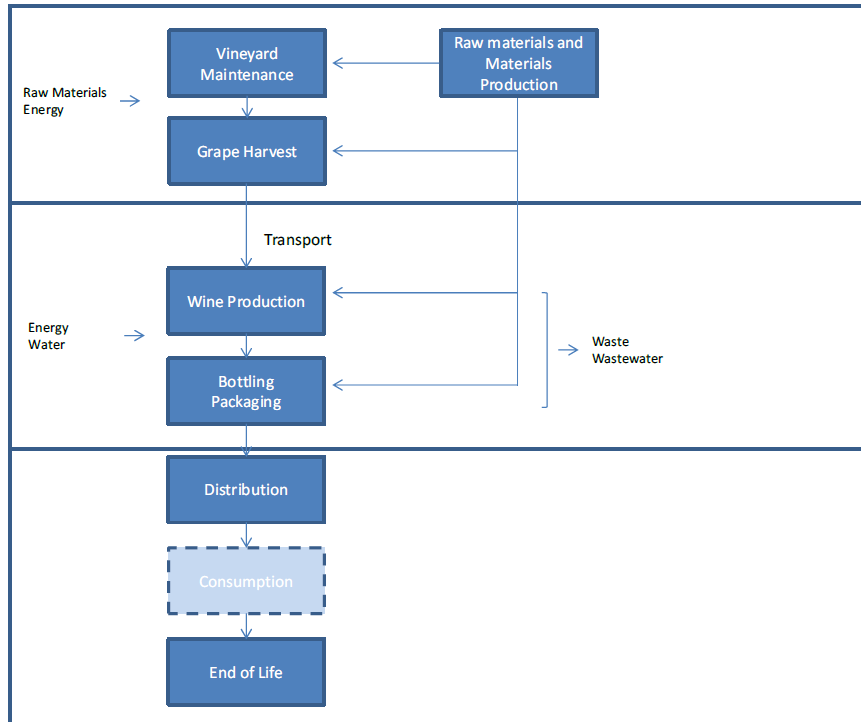 Vineyard
Maintenance
Raw materials and
Materials
Production
Raw Materials
Energy
Grape Harvest
Transport
Wine Production
Energy
Water
Waste
Wastewater
Bottling
Packaging
Distribution
Consumption
End of Life